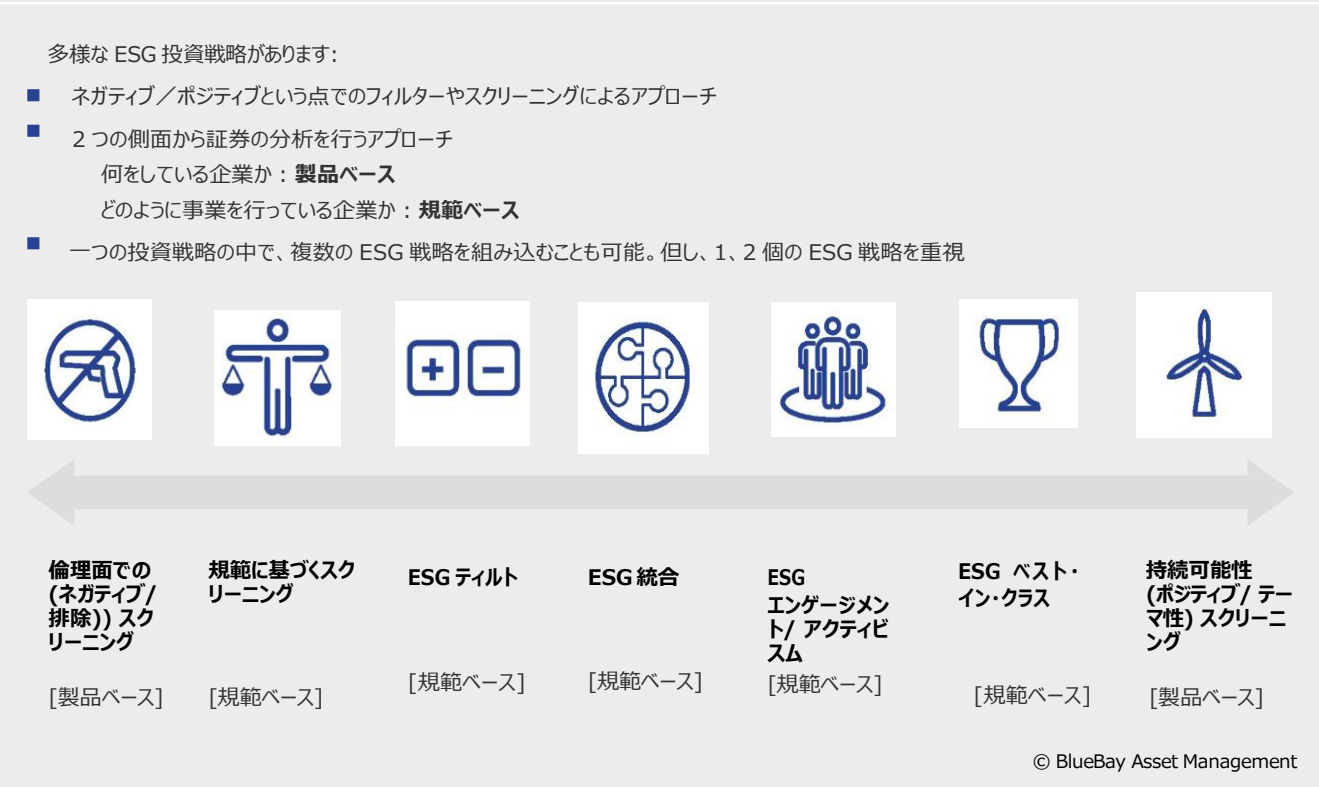 多様な ESG 投資戦略があります:
■ ネガティブ／ポジティブという点でのフィルターやスクリーニングによるアプローチ
■ 2 つの側面から証券の分析を行うアプローチ
何をしている企業か : 製品ベース
どのように事業を行っている企業か : 規範ベース
■ 一つの投資戦略の中で、複数の ESG 戦略を組み込むことも可能。但し、1、2 個の ESG 戦略を重視
倫理面での
(ネガティブ/
排除)) スク
リーニング
[製品ベース]
規範に基づくスク
リーニング
[規範ベース]
ESG ティルト
[規範ベース]
ESG 統合
[規範ベース]
ESG
エンゲージメン
ト/ アクティビ
スム
[規範ベース]
ESG ベスト・
イン・クラス
[規範ベース]
持続可能性
(ポジティブ/ テー
マ性) スクリーニ
ング
[製品ベース]
© BlueBay Asset Management